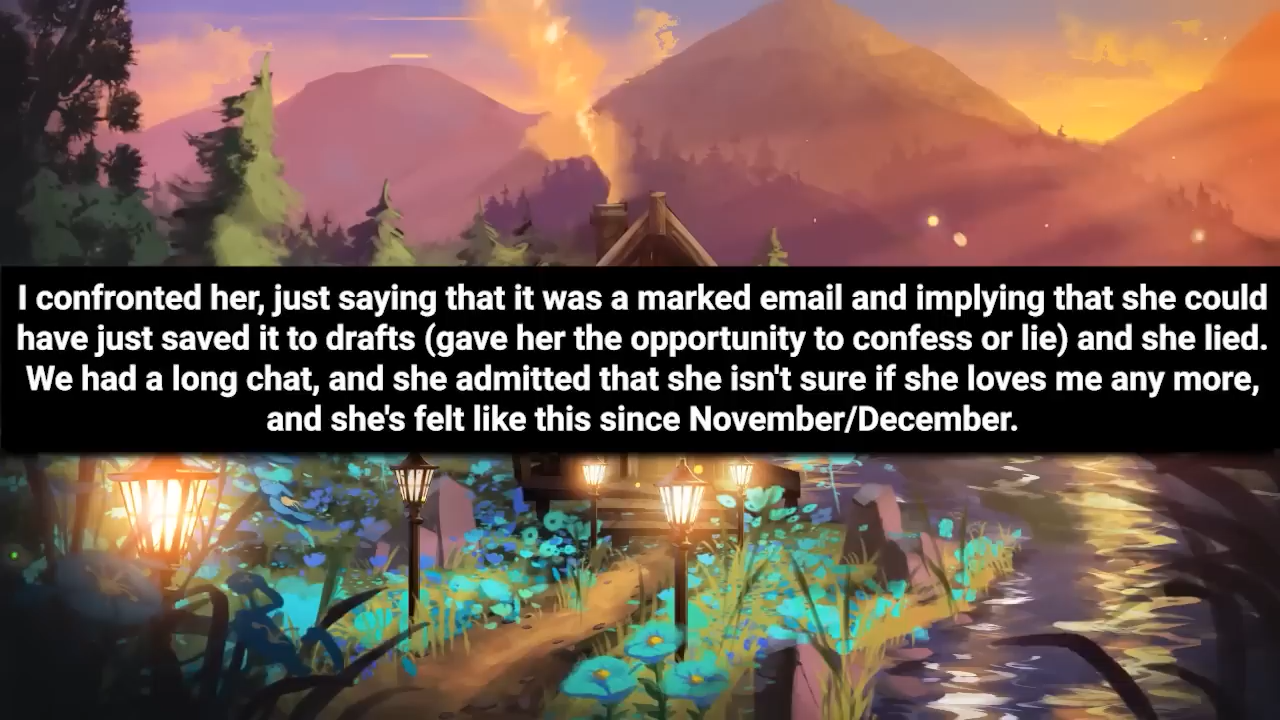 I confronted her, just saying that it was a marked email and implying that she could
have just saved it to drafts (gave her the opportunity to confess or lie) and she lied.
We had a long chat, and she admitted that she isn't sure if she loves me any more,
and she's felt like this since November/December.